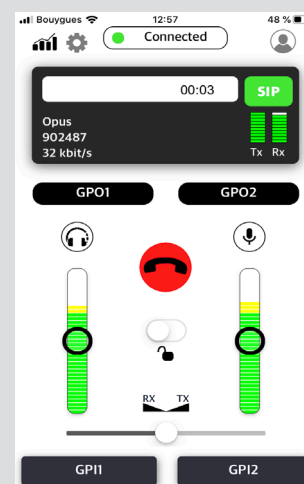 Bouygues 12:57 48 %
Connected
00:03 SIP
Opus
902487
32 kbit/s Tx Rx
GPO1 GPO2
RX TX
GPI1 GPI2